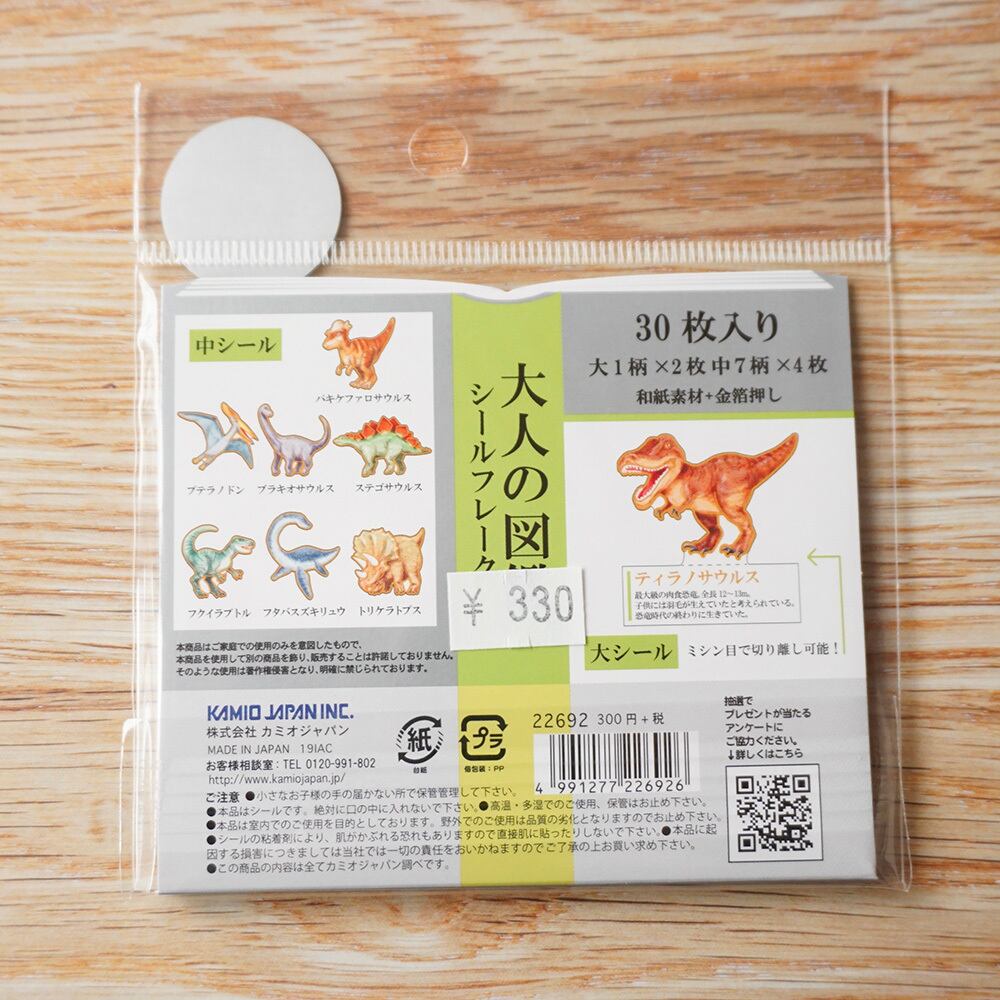 中シール
パキケファロサウルス
プテラノドン
ブラキオサウルス
ステゴサウルス
フクイラプトル
フタバスズキリュウ
トリケラトプス
本商品はご家庭での使用のみを意図したもので、
本商品を使用して別の商品を飾り、販売することは許諾しておりません。
そのような使用は著作権侵害となり、明確に禁じられております。
大人の図鑑
シールフレーク
¥ 330
30 枚入り
大1柄×2枚 中7柄×4枚
和紙素材+金箔押し
ティラノサウルス
最大級の肉食恐竜。全長 12~13m。
子供には羽毛が生えていたと考えられている。
恐竜時代の終わりに生きていた。
大シール
ミシン目で切り離し可能!
KAMIO JAPAN INC.
株式会社 カミオジャパン
MADE IN JAPAN 19IAC
お客様相談室: TEL 0120-991-802
http://www.kamiojapan.jp/
紙
台紙
プラ
個包装:PP
22692 300円+税
4 991277 226926
抽選で
プレゼントが当たる
アンケートに
ご協力ください。
↓詳しくはこちら
ご注意 ●小さなお子様の手の届かない所で保管管理して下さい。
●本品はシールです。絶対に口の中に入れないで下さい。●高温・多湿でのご使用、保管はお止め下さい。
●本品は室内でのご使用を目的としております。野外でのご使用は品質の劣化となりますのでお止め下さい。
●シールの粘着剤により、肌がかぶれる恐れもありますので直接肌に貼ったりしないで下さい。●本品に起
因する損害につきましては当社では一切の責任をおいかねますのでご了承の上お買い求め下さい。
●この商品の内容は全てカミオジャパン調べです。